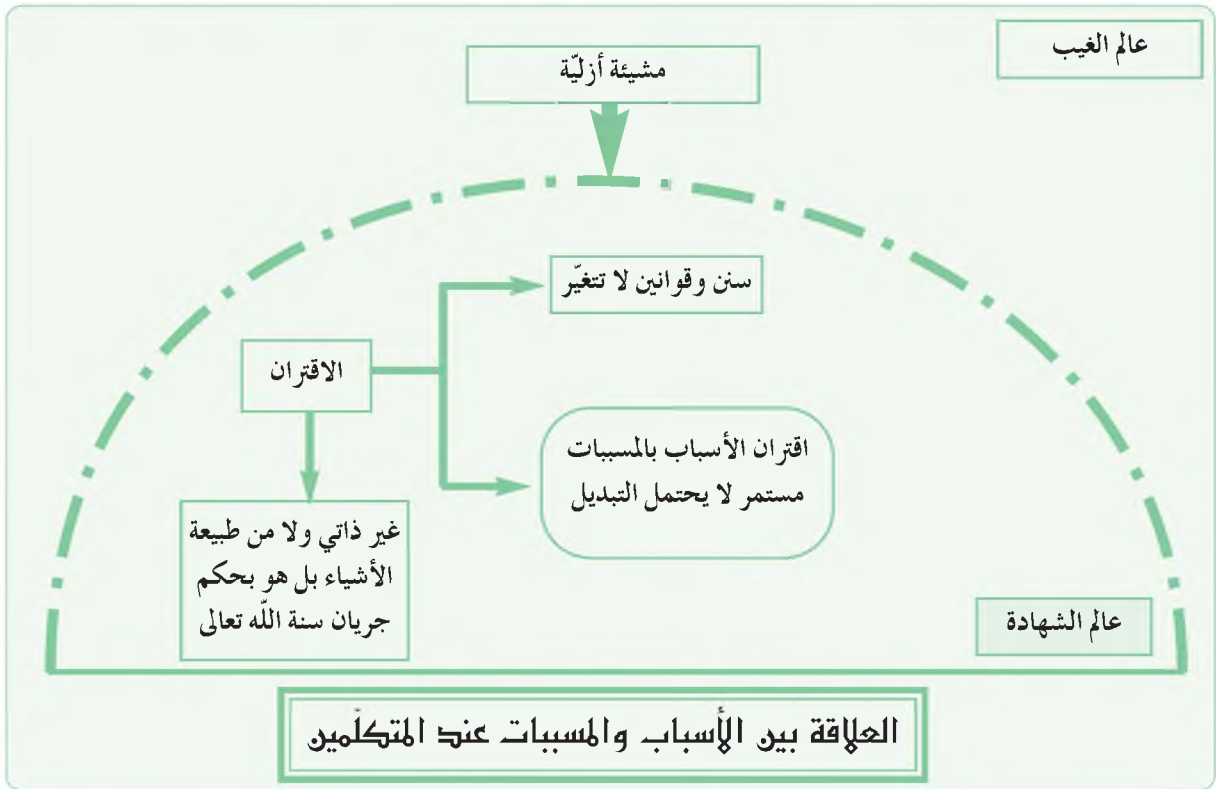 عالم الغيب
مشيئة أزليّة
سنن وقوانين لا تتغيّر
الاقتران
اقتران الأسباب بالمسببات
مستمر لا يحتمل التبديل
غير ذاتي ولا من طبيعة
الأشياء بل هو بحكم
جريان سنة الله تعالى
عالم الشهادة
العلاقة بين الأسباب والمسببات عند المتكلّمين